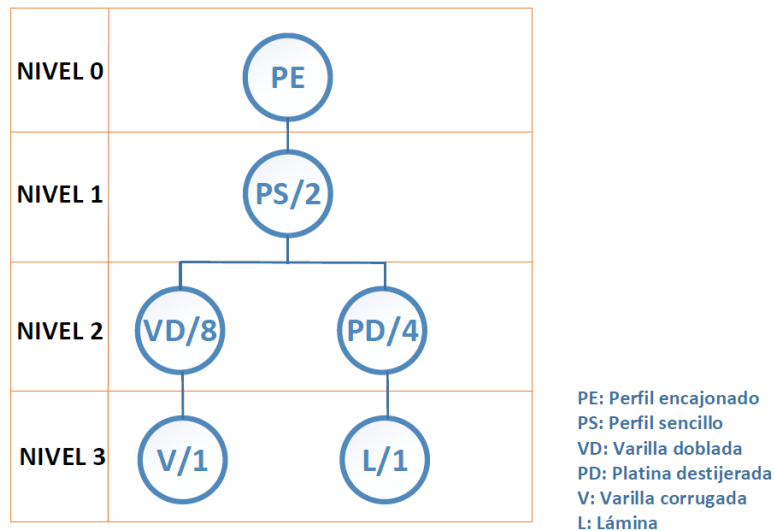 NIVEL 0
PE
NIVEL 1
PS/2
NIVEL 2
VD/8
PD/4
NIVEL 3
V/1
L/1
PE: Perfil encajonado
PS: Perfil sencillo
VD: Varilla doblada
PD: Platina destijerada
V: Varilla corrugada
L: Lámina